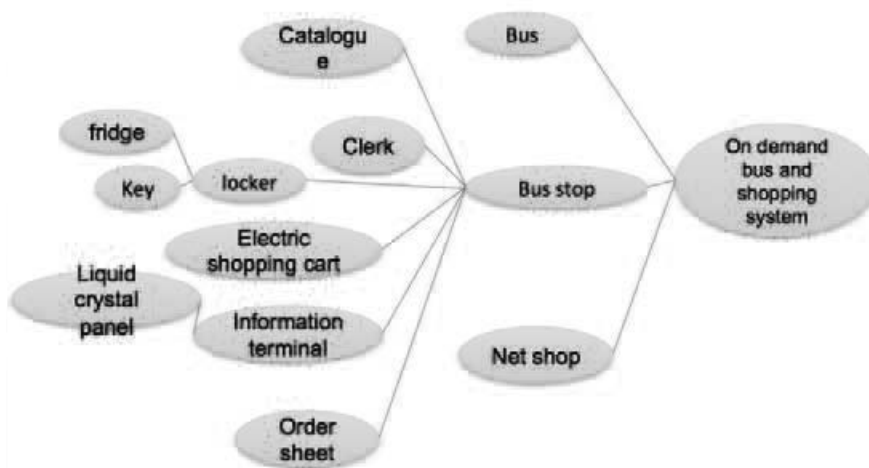 Catalogu
e
Bus
fridge
Clerk
On demand
bus and
shopping
system
Key
locker
Bus stop
Electric
shopping cart
Liquid
crystal
panel
Information
terminal
Net shop
Order
sheet